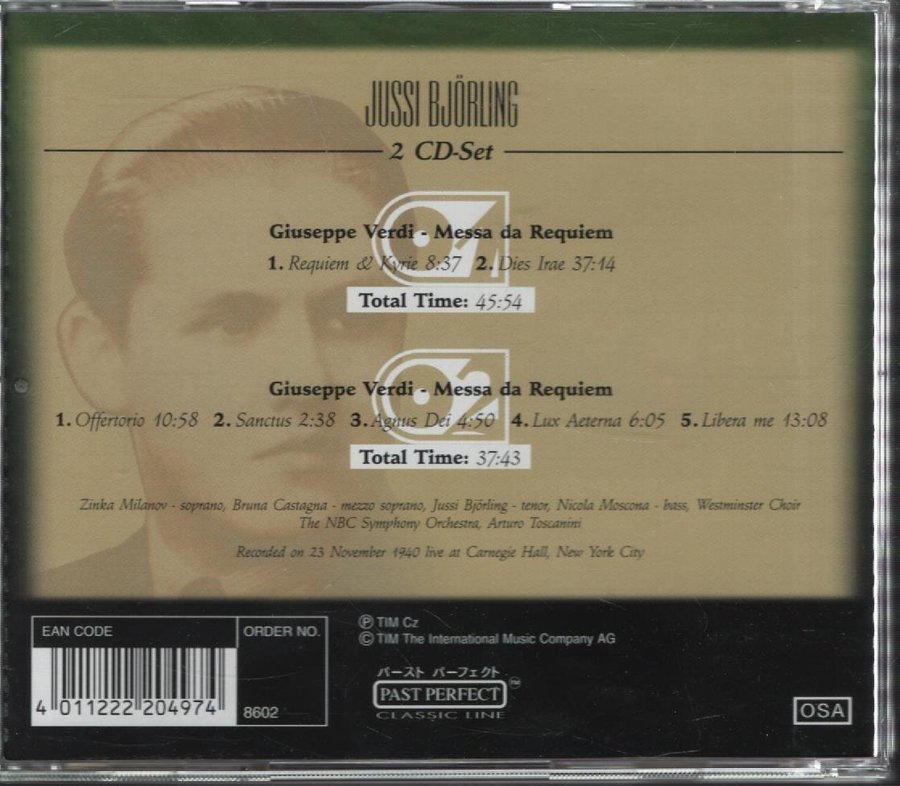 JUSSI BJÖRLING
2 CD-Set
Giuseppe Verdi - Messa da Requiem
1. Requiem & Kyrie 8:37 2. Dies Irae 37:14
Total Time: 45:54
Giuseppe Verdi - Messa da Requiem
1. Offertorio 10:58 2. Sanctus 2:38 3. Agnus Dei 4:50 4. Lux Aeterna 6:05 5. Libera me 13:08
Total Time: 37:43
Zinka Milanov - soprano, Bruna Castagna - mezzo soprano, Jussi Björling - tenor, Nicola Moscona - bass, Westminster Choir
The NBC Symphony Orchestra, Arturo Toscanini
Recorded on 23 November 1940 live at Carnegie Hall, New York City
EAN CODE
ORDER NO.
4 011222 204974
8602
℗ TIM Cz
© TIM The International Music Company AG
パースト パーフェクト
PAST PERFECT TM
CLASSIC LINE
OSA